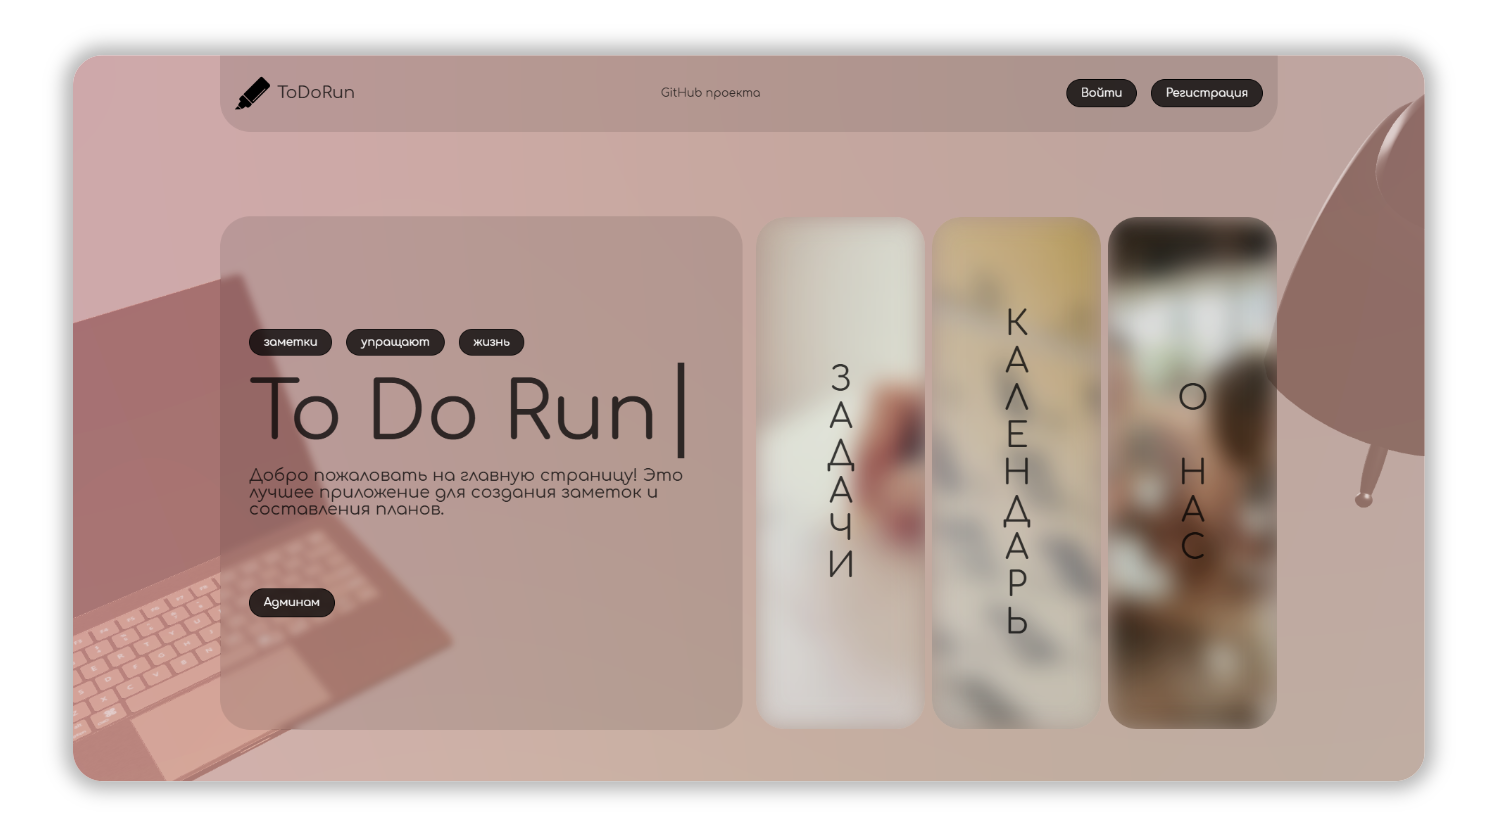 ToDoRun
GitHub проекта
Войти
Регистрация
заметки
упращают
жизнь
To Do Run|
Добро пожаловать на главную страницу! Это
лучшее приложение для создания заметок и
составления планов.
Админам
ЗАДАЧИ
КАЛЕНДАРЬ
О НАС